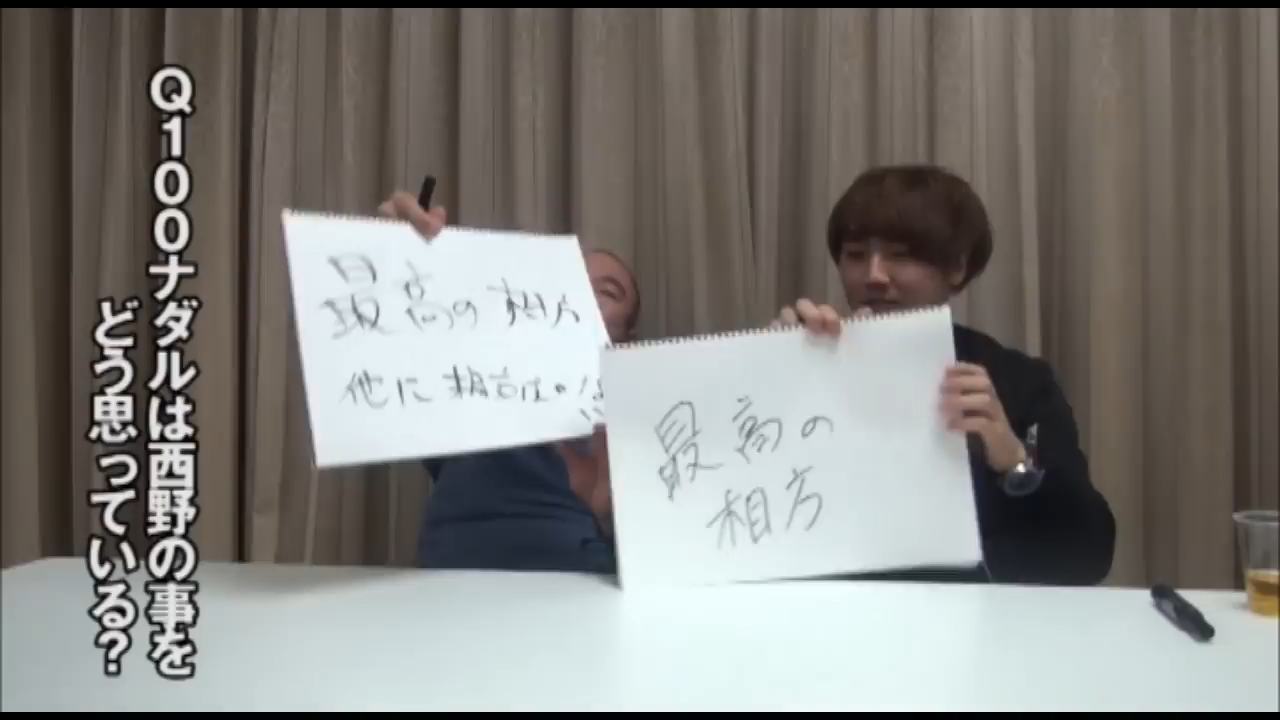 Q100ナダルは西野の事を
どう思っている?
最高の相方
他に相方はの
最高の
相方